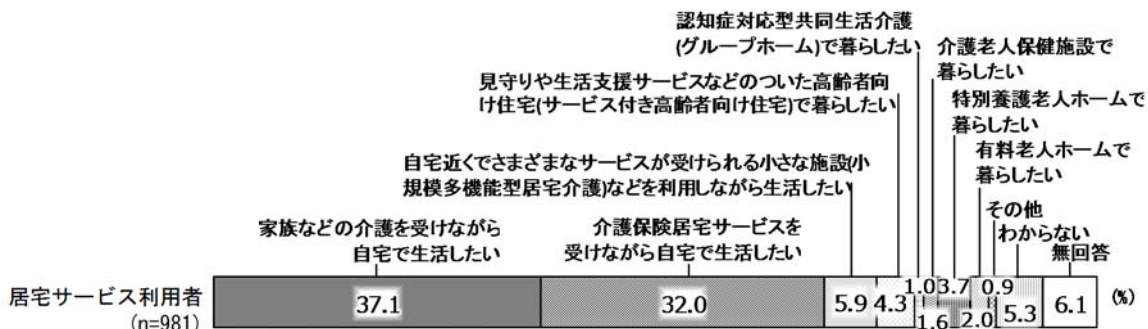 認知症対応型共同生活介護
(グループホーム)で暮らしたい
介護老人保健施設で
暮らしたい
見守りや生活支援サービスなどのついた高齢者向
け住宅(サービス付き高齢者向け住宅)で暮らしたい
特別養護老人ホームで
暮らしたい
自宅近くでさまざまなサービスが受けられる小さな施設(小
規模多機能型居宅介護)などを利用しながら生活したい
有料老人ホームで
暮らしたい
家族などの介護を受けながら
自宅で生活したい
介護保険居宅サービスを
受けながら自宅で生活したい
その他
わからない
無回答
居宅サービス利用者
(n=981)
37.1
32.0
5.9
4.3
1.0
1.6
3.7
2.0
0.9
5.3
6.1
(%)